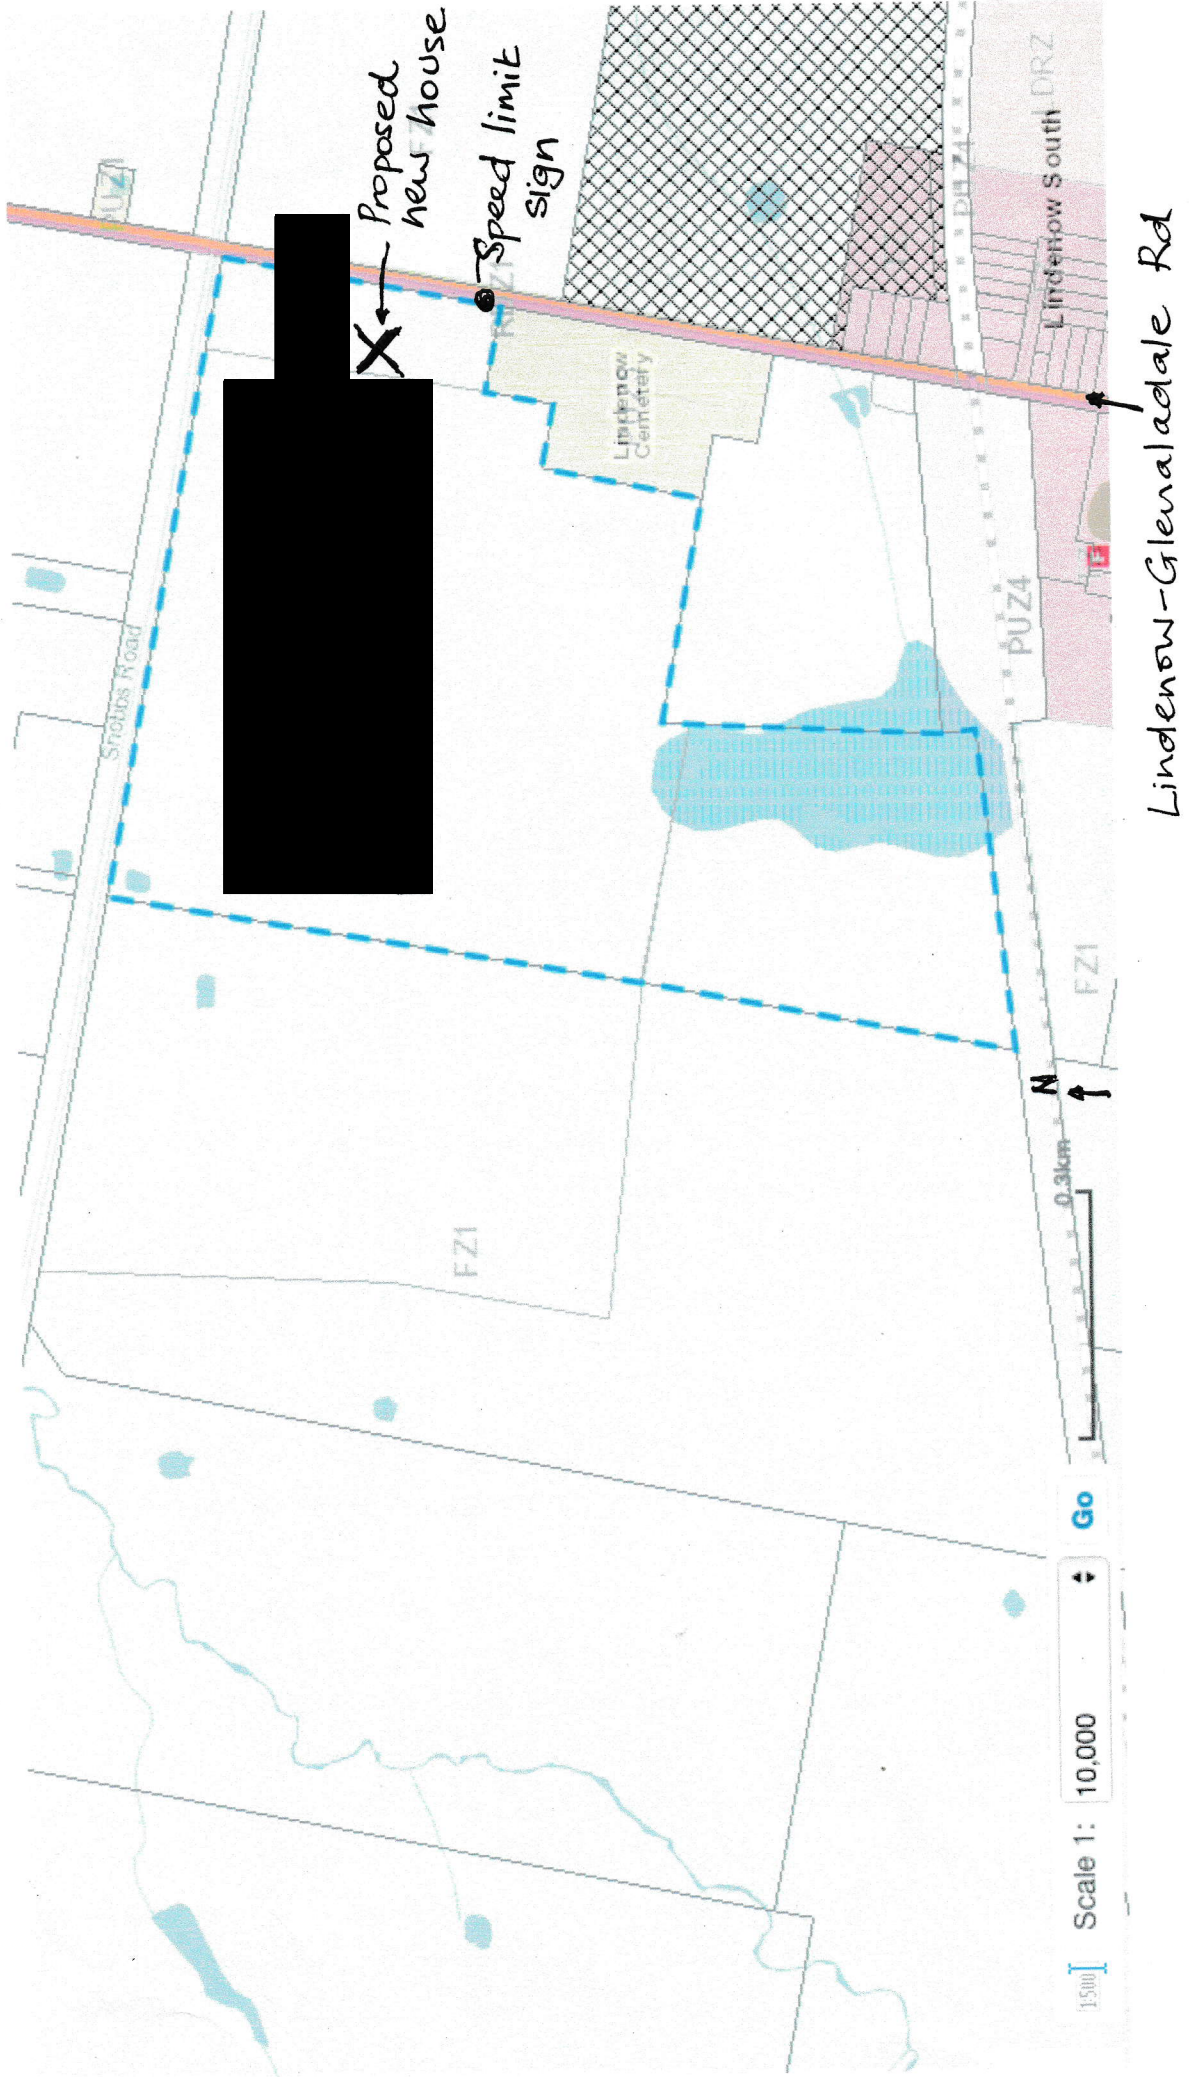 PUZ1
Proposed
new house
Speed limit
sign
Snobbs Road
Lindenow
Cemetery
DRZ
Lindenow South
PUZ4
FZ1
FZ1
N
0.3km
Scale 1:
10,000
Go
Lindenow-Glenaladale Rd
F